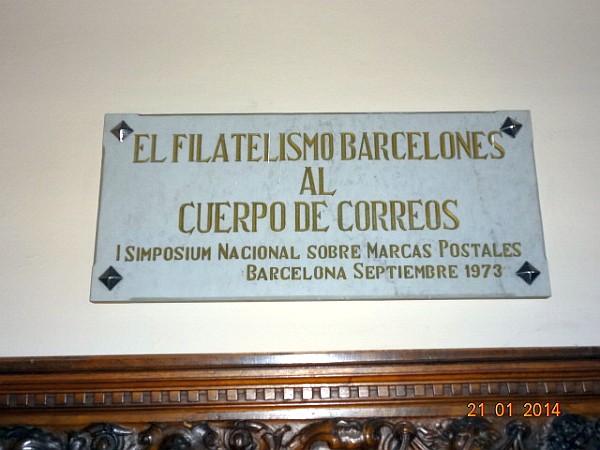 EL FILATELISMO BARCELONES
AL
CUERPO DE CORREOS
I SIMPOSIUM NACIONAL SOBRE MARCAS POSTALES
BARCELONA SEPTIEMBRE 1973
21 01 2014